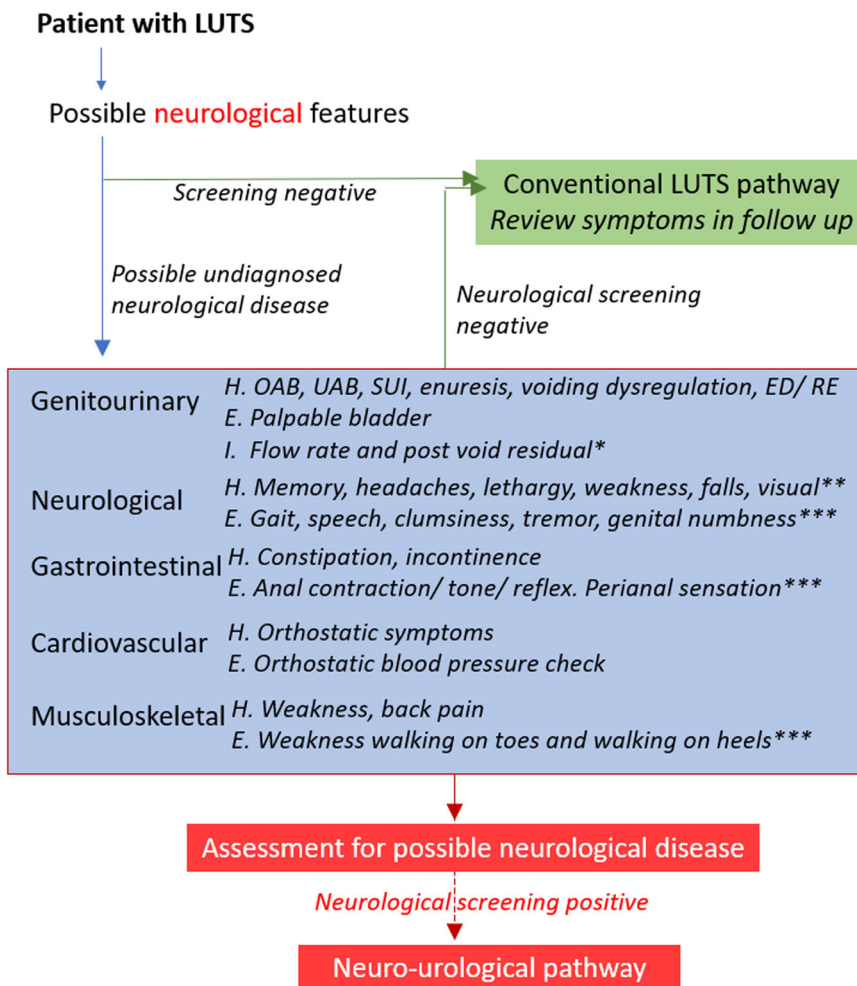 Patient with LUTS
Possible neurological features
Screening negative
Conventional LUTS pathway
Review symptoms in follow up
Possible undiagnosed
neurological disease
Neurological screening
negative
Genitourinary
H. OAB, UAB, SUI, enuresis, voiding dysregulation, ED/ RE
E. Palpable bladder
I. Flow rate and post void residual*
Neurological
H. Memory, headaches, lethargy, weakness, falls, visual**
E. Gait, speech, clumsiness, tremor, genital numbness***
Gastrointestinal
H. Constipation, incontinence
E. Anal contraction/ tone/ reflex. Perianal sensation***
Cardiovascular
H. Orthostatic symptoms
E. Orthostatic blood pressure check
Musculoskeletal
H. Weakness, back pain
E. Weakness walking on toes and walking on heels***
Assessment for possible neurological disease
Neurological screening positive
Neuro-urological pathway